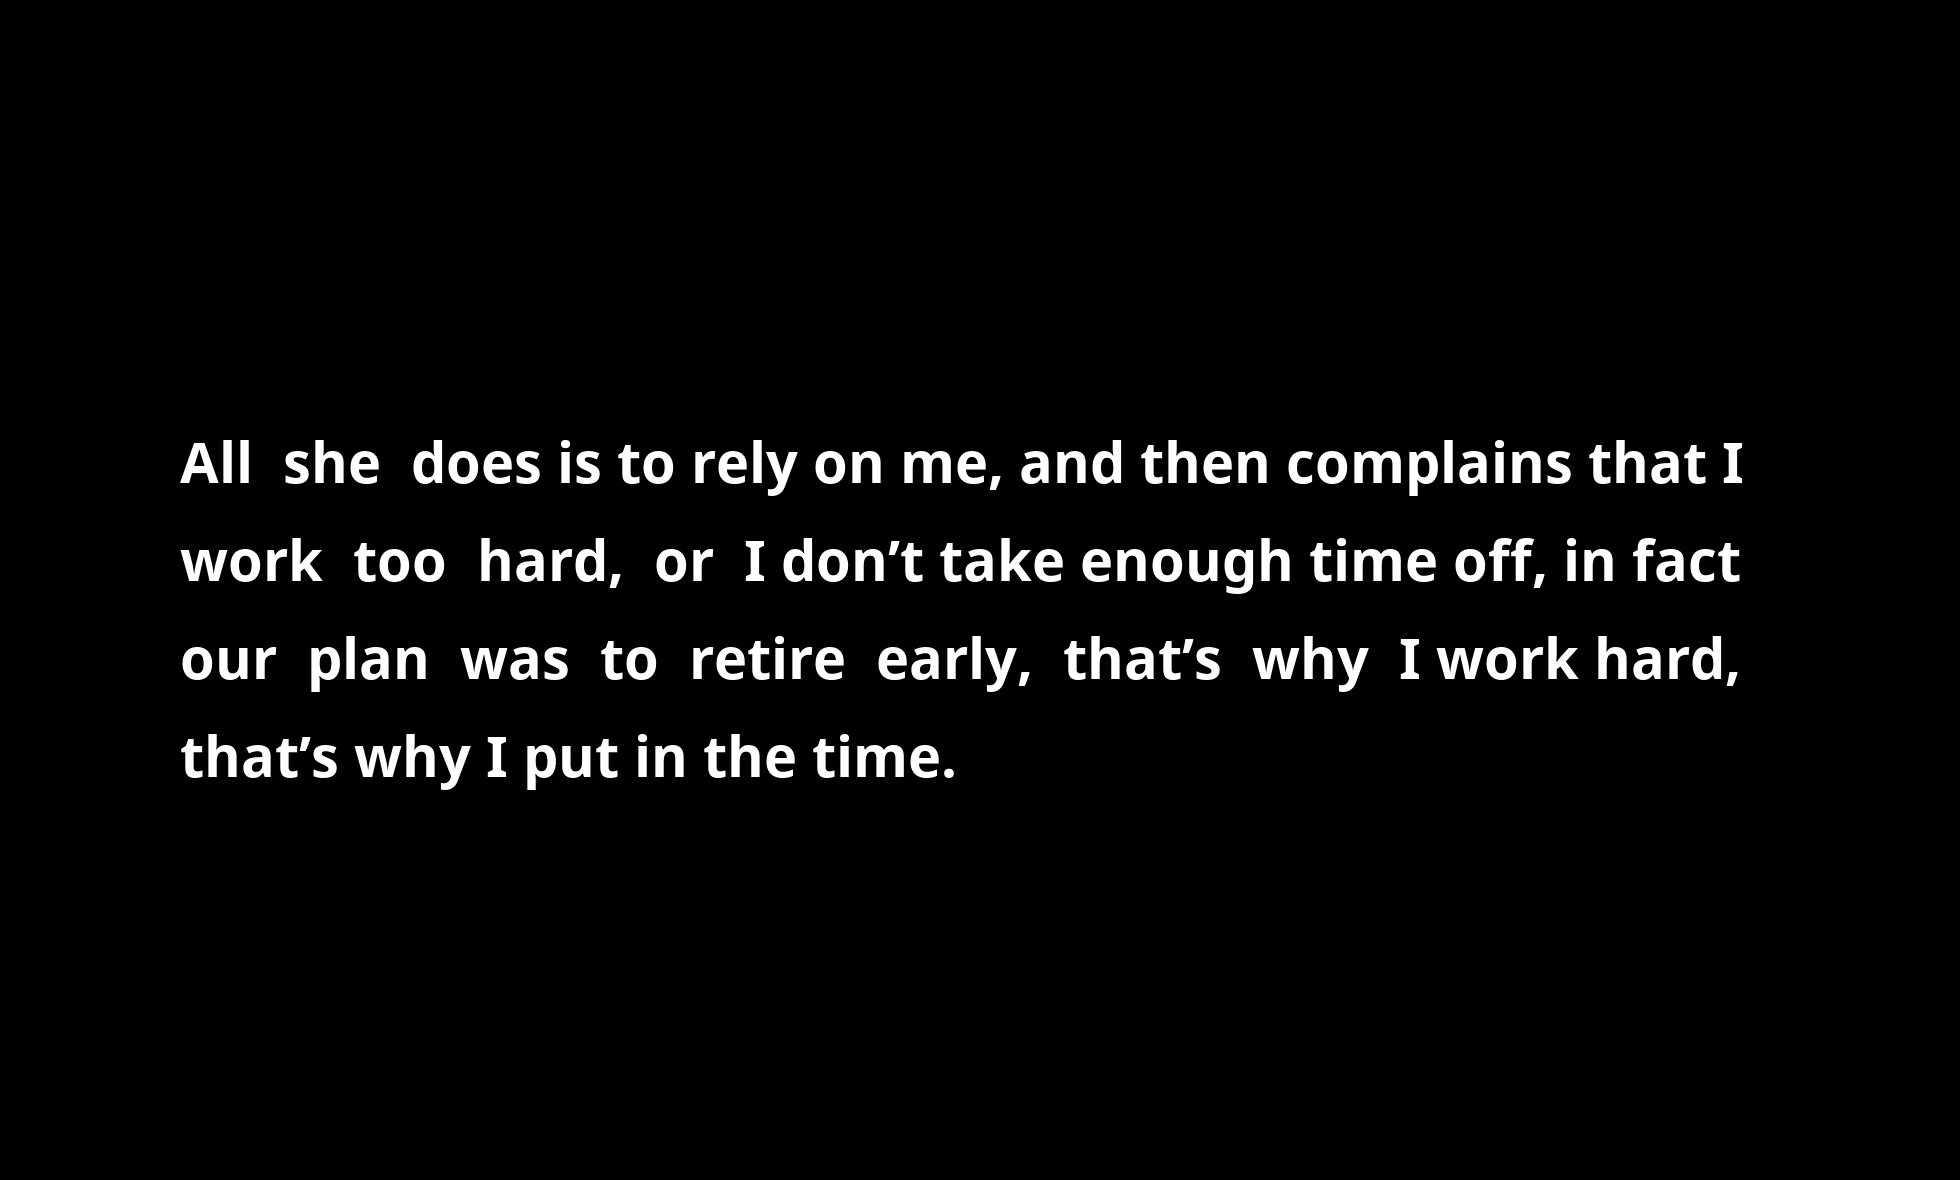 All she does is to rely on me, and then complains that I
work too hard, or I don’t take enough time off, in fact
our plan was to retire early, that’s why I work hard,
that’s why I put in the time.